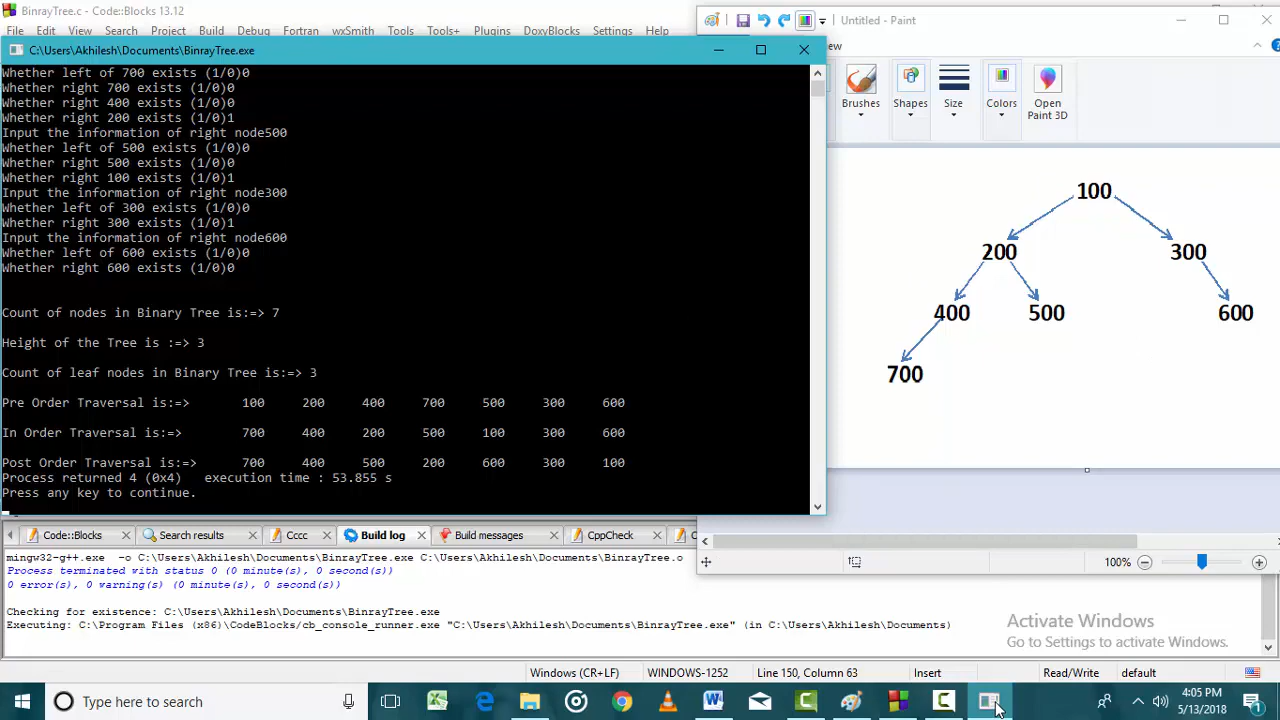 BinrayTree.c - Code::Blocks 13.12
File Edit View Search Project Build Debug Fortran wxSmith Tools Tools+ Plugins DoxyBlocks Settings Help
C:\Users\Akhilesh\Documents\BinrayTree.exe
Whether left of 700 exists (1/0)0
Whether right 700 exists (1/0)0
Whether right 400 exists (1/0)0
Whether right 200 exists (1/0)1
Input the information of right node500
Whether left of 500 exists (1/0)0
Whether right 500 exists (1/0)0
Whether right 100 exists (1/0)1
Input the information of right node300
Whether left of 300 exists (1/0)0
Whether right 300 exists (1/0)1
Input the information of right node600
Whether left of 600 exists (1/0)0
Whether right 600 exists (1/0)0
Count of nodes in Binary Tree is:=> 7
Height of the Tree is :=> 3
Count of leaf nodes in Binary Tree is:=> 3
Pre Order Traversal is:=> 100 200 400 700 500 300 600
In Order Traversal is:=> 700 400 200 500 100 300 600
Post Order Traversal is:=> 700 400 500 200 600 300 100
Process returned 4 (0x4) execution time : 53.855 s
Press any key to continue.
Untitled - Paint
Brushes Shapes Size Colors Open Paint 3D
100
200 300
400 500 600
700
100%
Code::Blocks Search results Cccc Build log Build messages CppCheck
mingw32-g++.exe -o C:\Users\Akhilesh\Documents\BinrayTree.exe C:\Users\Akhilesh\Documents\BinrayTree.o
Process terminated with status 0 (0 minute(s), 0 second(s))
0 error(s), 0 warning(s) (0 minute(s), 0 second(s))
Checking for existence: C:\Users\Akhilesh\Documents\BinrayTree.exe
Executing: C:\Program Files (x86)\CodeBlocks/cb_console_runner.exe "C:\Users\Akhilesh\Documents\BinrayTree.exe" (in C:\Users\Akhilesh\Documents)
Activate Windows
Go to Settings to activate Windows.
Windows (CR+LF) WINDOWS-1252 Line 150, Column 63 Insert Read/Write default
Type here to search
4:05 PM
5/13/2018